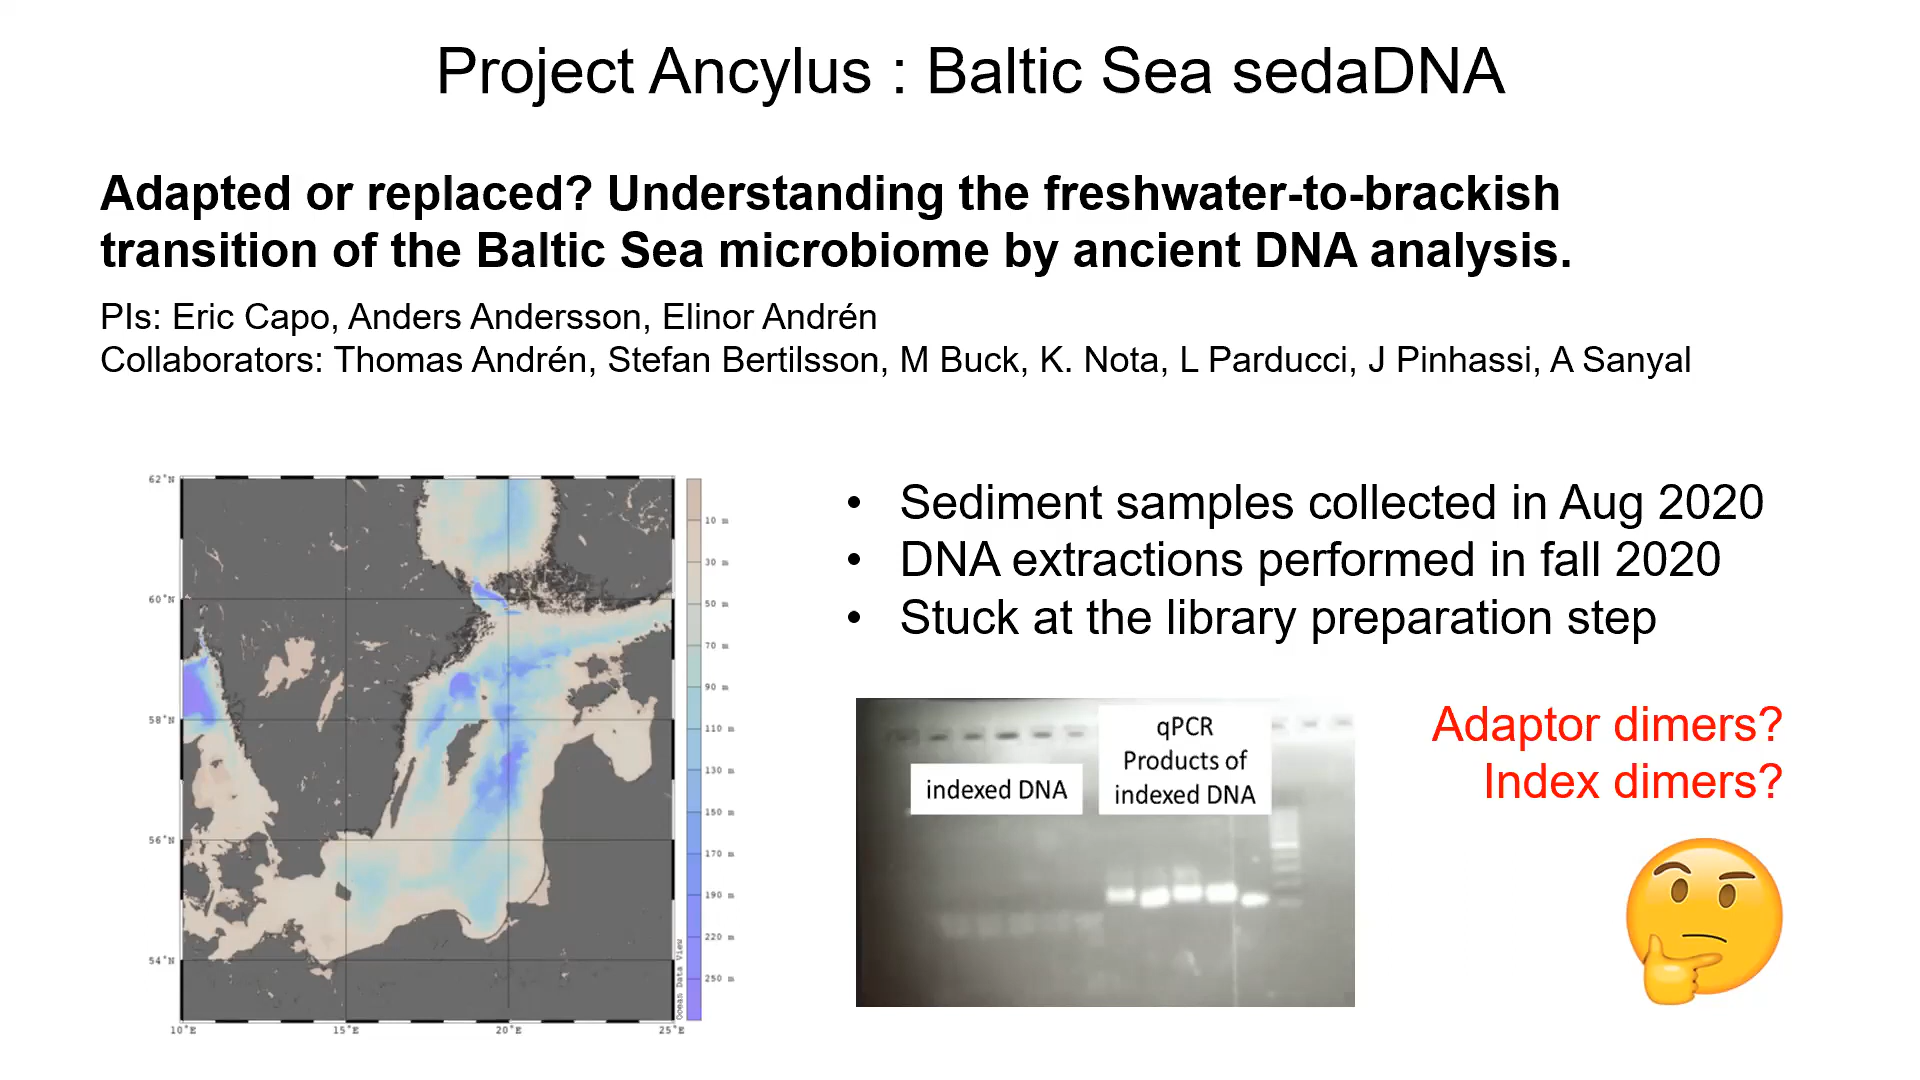 Project Ancylus : Baltic Sea sedaDNA
Adapted or replaced? Understanding the freshwater-to-brackish
transition of the Baltic Sea microbiome by ancient DNA analysis.
PIs: Eric Capo, Anders Andersson, Elinor Andrén
Collaborators: Thomas Andrén, Stefan Bertilsson, M Buck, K. Nota, L Parducci, J Pinhassi, A Sanyal
62°N
60°N
58°N
56°N
54°N
10°E
15°E
20°E
25°E
10 m
30 m
50 m
70 m
90 m
110 m
130 m
150 m
170 m
190 m
220 m
250 m
Ocean Data View
• Sediment samples collected in Aug 2020
• DNA extractions performed in fall 2020
• Stuck at the library preparation step
indexed DNA
qPCR
Products of
indexed DNA
Adaptor dimers?
Index dimers?